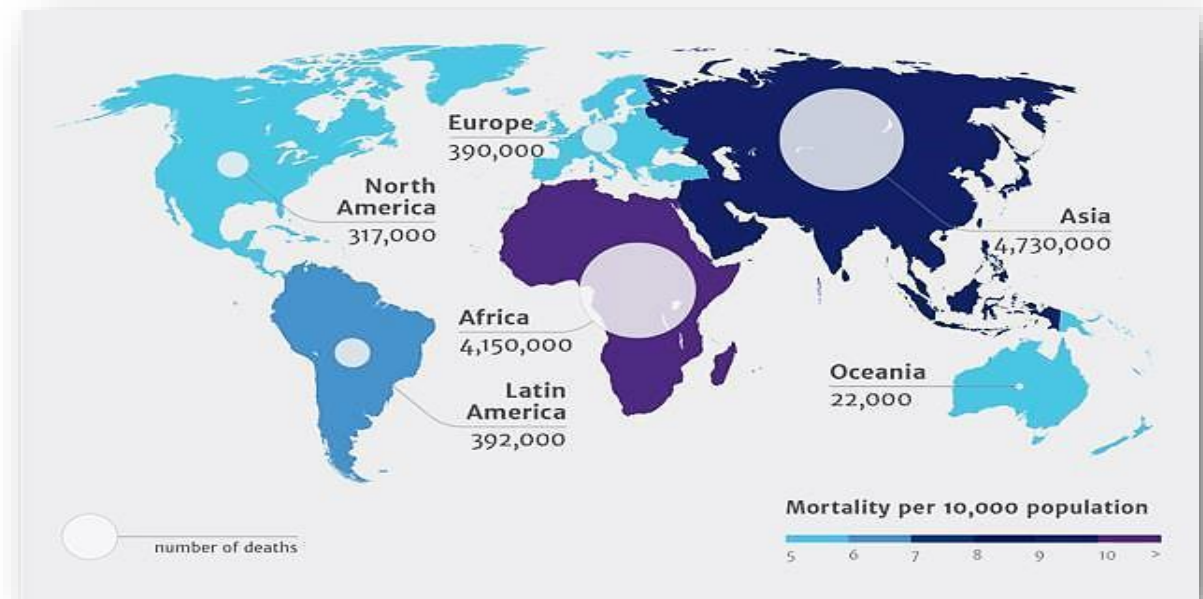 Europe
390,000
North
America
317,000
Asia
4,730,000
Africa
4,150,000
Oceania
22,000
Latin
America
392,000
Mortality per 10,000 population
5 6 7 8 9 10 >
number of deaths